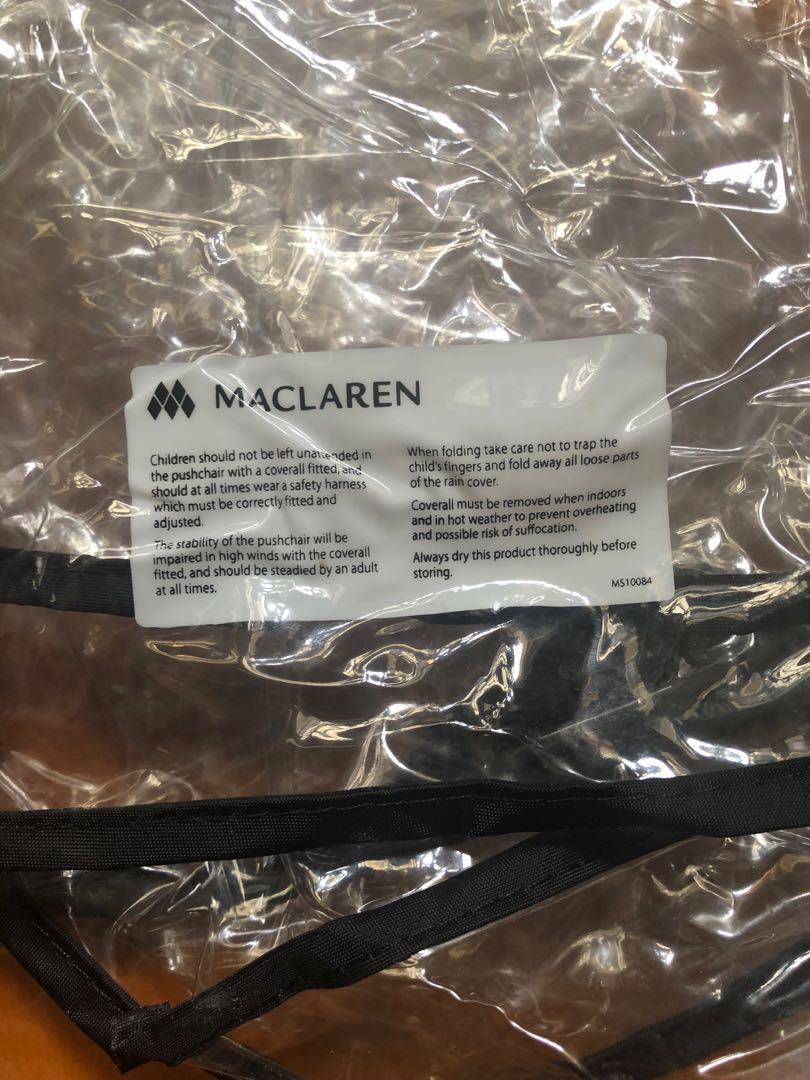 MACLAREN
Children should not be left unattended in
the pushchair with a coverall fitted, and
should at all times wear a safety harness
which must be correctly fitted and
adjusted.
The stability of the pushchair will be
impaired in high winds with the coverall
fitted, and should be steadied by an adult
at all times.
When folding take care not to trap the
child's fingers and fold away all loose parts
of the rain cover.
Coverall must be removed when indoors
and in hot weather to prevent overheating
and possible risk of suffocation.
Always dry this product thoroughly before
storing.
MS10084